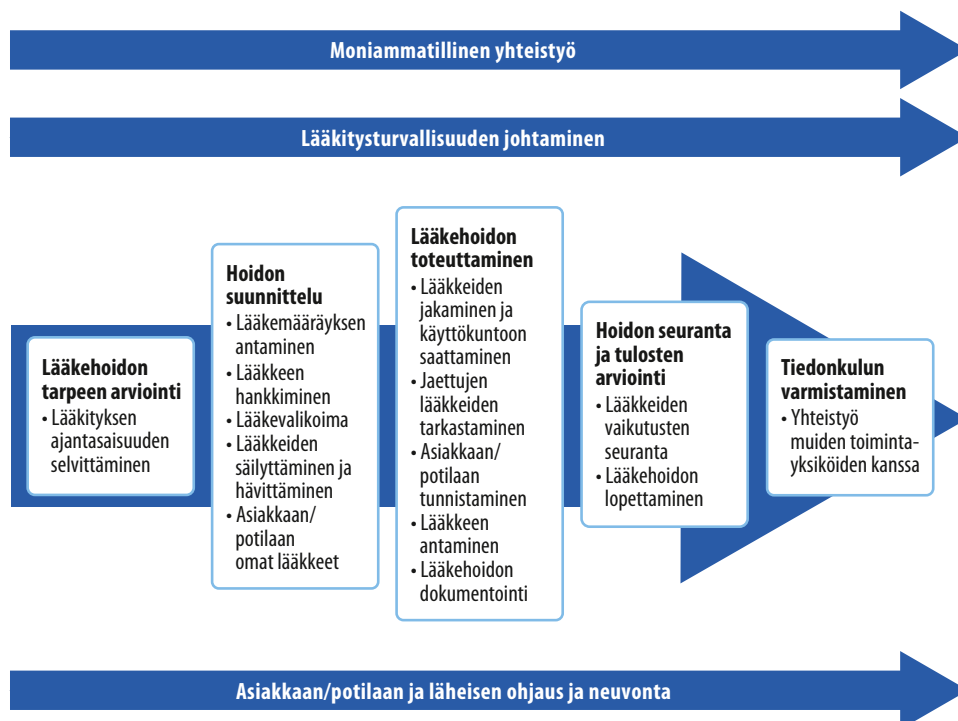 Moniammatillinen yhteistyö
Lääkitysturvallisuuden johtaminen
Lääkehoidon
tarpeen arviointi
• Lääkityksen
ajantasaisuuden
selvittäminen
Hoidon
suunnittelu
• Lääkemääräyksen
antaminen
• Lääkkeen
hankkiminen
• Lääkevalikoima
• Lääkkeiden
säilyttäminen ja
hävittäminen
• Asiakkaan/
potilaan
omat lääkkeet
Lääkehoidon
toteuttaminen
• Lääkkeiden
jakaminen ja
käyttökuntoon
saattaminen
• Jaettujen
lääkkeiden
tarkastaminen
• Asiakkaan/
potilaan
tunnistaminen
• Lääkkeen
antaminen
• Lääkehoidon
dokumentointi
Hoidon seuranta
ja tulosten
arviointi
• Lääkkeiden
vaikutusten
seuranta
• Lääkehoidon
lopettaminen
Tiedonkulun
varmistaminen
• Yhteistyö
muiden toiminta-
yksiköiden kanssa
Asiakkaan/potilaan ja läheisen ohjaus ja neuvonta